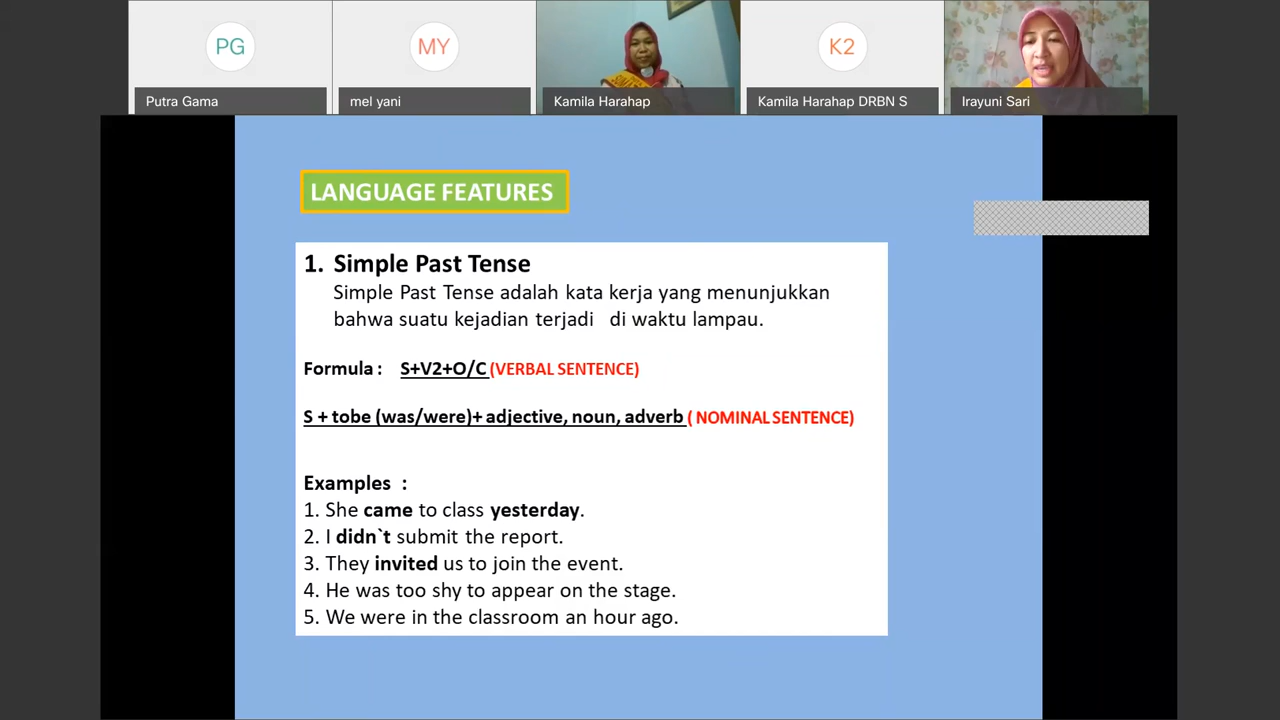 PG
MY
K2
Putra Gama
mel yani
Kamila Harahap
Kamila Harahap DRBN S
Irayuni Sari
LANGUAGE FEATURES
1. Simple Past Tense
Simple Past Tense adalah kata kerja yang menunjukkan
bahwa suatu kejadian terjadi di waktu lampau.
Formula : S+V2+O/C (VERBAL SENTENCE)
S + tobe (was/were)+ adjective, noun, adverb ( NOMINAL SENTENCE)
Examples :
1. She came to class yesterday.
2. I didn`t submit the report.
3. They invited us to join the event.
4. He was too shy to appear on the stage.
5. We were in the classroom an hour ago.